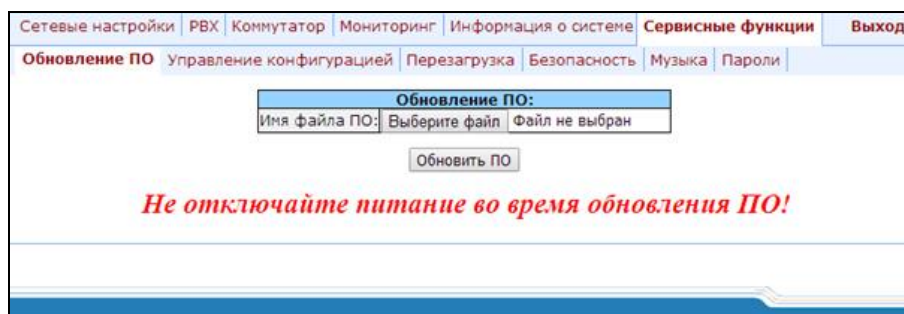 Сетевые настройки PBX Коммутатор Мониторинг Информация о системе Сервисные функции Выход
Обновление ПО Управление конфигурацией Перезагрузка Безопасность Музыка Пароли
Обновление ПО:
Имя файла ПО: Выберите файл Файл не выбран
Обновить ПО
Не отключайте питание во время обновления ПО!